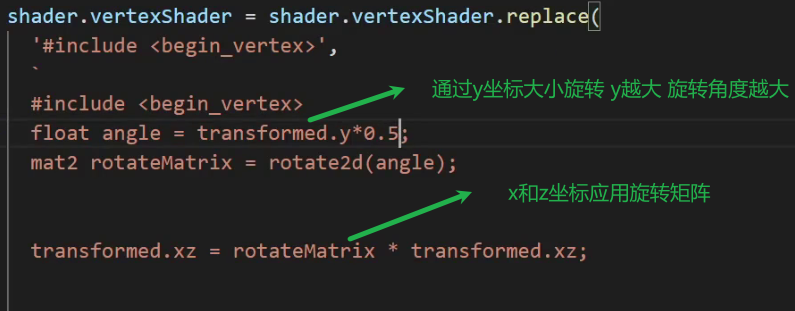 shader.vertexShader = shader.vertexShader.replace(
'#include <begin_vertex>',
`
#include <begin_vertex>
通过y坐标大小旋转 y越大 旋转角度越大
float angle = transformed.y*0.5;
mat2 rotateMatrix = rotate2d(angle);
x和z坐标应用旋转矩阵
transformed.xz = rotateMatrix * transformed.xz;